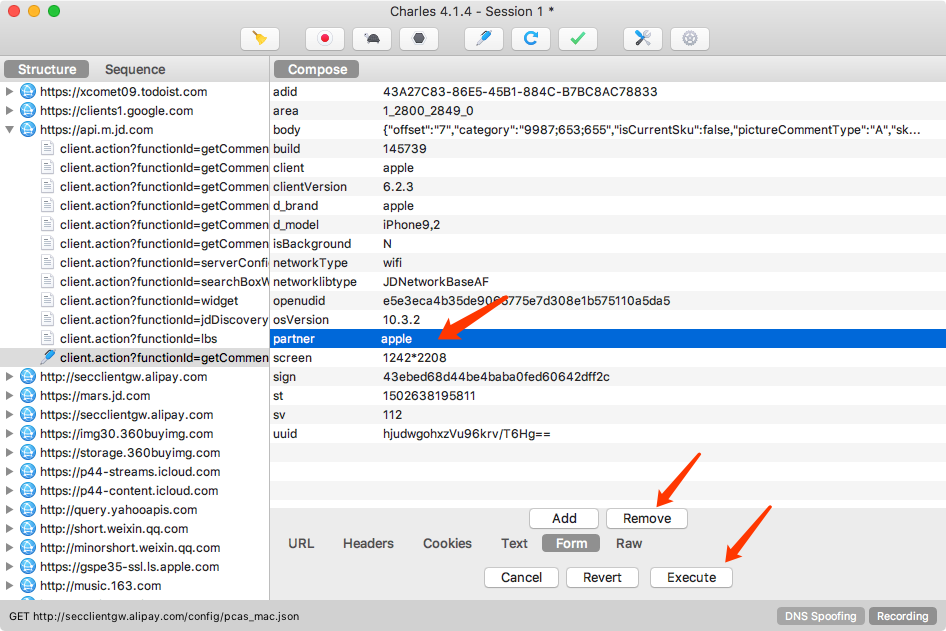 Charles 4.1.4 - Session 1 *
Structure Sequence
https://xcomet09.todoist.com
https://clients1.google.com
https://api.m.jd.com
client.action?functionId=getCommen
client.action?functionId=getCommen
client.action?functionId=getCommen
client.action?functionId=getCommen
client.action?functionId=getCommen
client.action?functionId=getCommen
client.action?functionId=serverConfi
client.action?functionId=searchBoxW
client.action?functionId=widget
client.action?functionId=jdDiscovery
client.action?functionId=lbs
client.action?functionId=getCommen
http://secclientgw.alipay.com
https://mars.jd.com
https://secclientgw.alipay.com
https://img30.360buyimg.com
https://storage.360buyimg.com
https://p44-streams.icloud.com
https://p44-content.icloud.com
http://query.yahooapis.com
http://short.weixin.qq.com
http://minorshort.weixin.qq.com
https://gspe35-ssl.ls.apple.com
http://music.163.com
Compose
adid 43A27C83-86E5-45B1-884C-B7BC8AC78833
area 1_2800_2849_0
body {"offset":"7","category":"9987;653;655","isCurrentSku":false,"pictureCommentType":"A","sk...
build 145739
client apple
clientVersion 6.2.3
d_brand apple
d_model iPhone9,2
isBackground N
networkType wifi
networklibtype JDNetworkBaseAF
openudid
osVersion 10.3.2
partner apple
screen 1242*2208
sign 43ebed68d44be4baba0fed60642dff2c
st 1502638195811
sv 112
uuid hjudwgohxzVu96krv/T6Hg==
Add Remove
URL Headers Cookies Text Form Raw
Cancel Revert Execute
GET http://secclientgw.alipay.com/config/pcas_mac.json
DNS Spoofing Recording